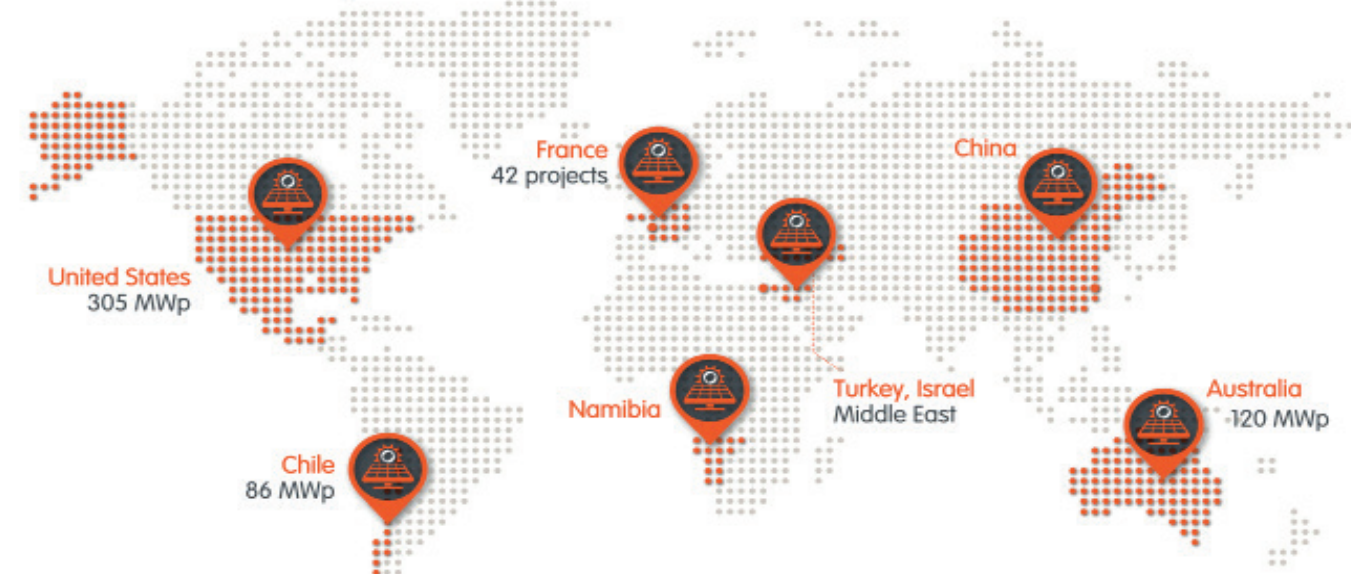 France
42 projects
China
United States
305 MWp
Turkey, Israel
Middle East
Namibia
Australia
120 MWp
Chile
86 MWp